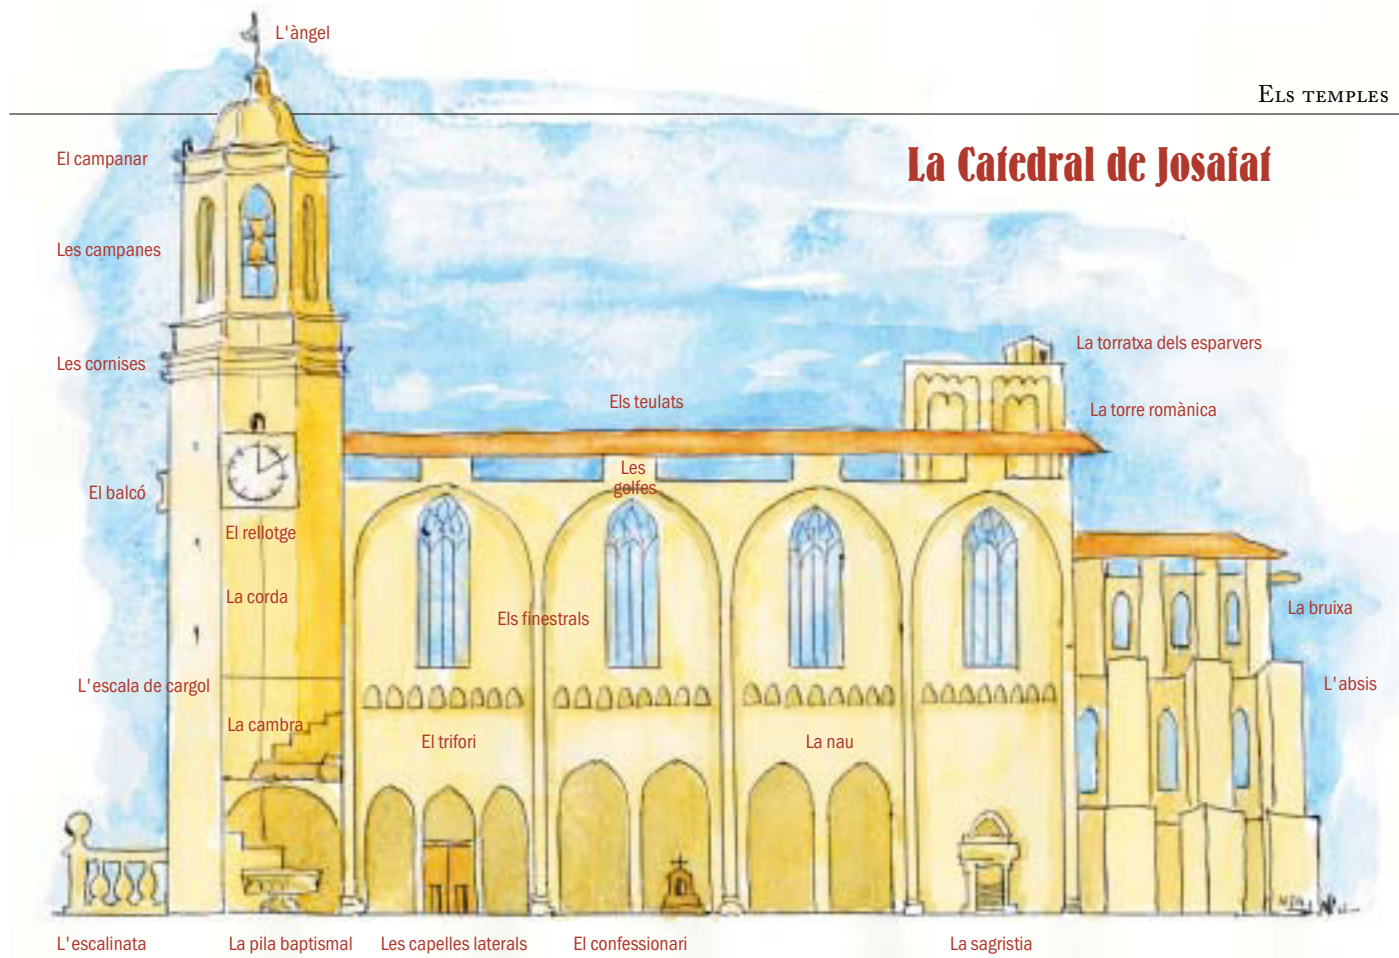 L'àngel
Els temples
La Catedral de Josafat
El campanar
Les campanes
Les cornises
La torratxa dels esparvers
Els teulats
La torre romànica
Les
golfes
El balcó
El rellotge
La corda
Els finestrals
La bruixa
L'escala de cargol
L'absis
La cambra
El trifori
La nau
L'escalinata
La pila baptismal
Les capelles laterals
El confessionari
La sagristia